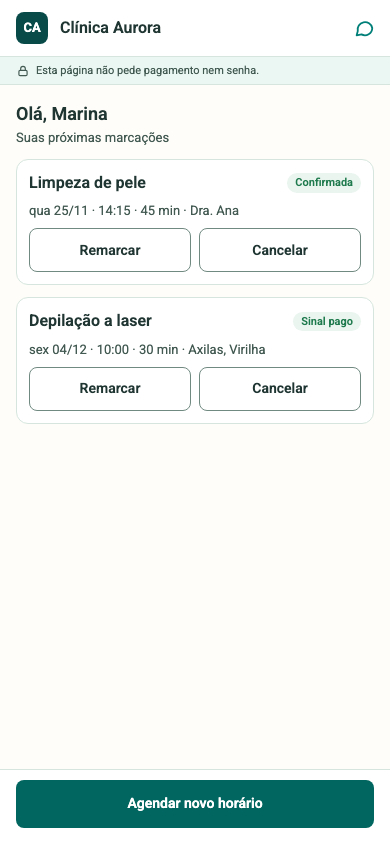 CA
Clínica Aurora
Esta página não pede pagamento nem senha.
Olá, Marina
Suas próximas marcações
Limpeza de pele
Confirmada
qua 25/11 · 14:15 · 45 min · Dra. Ana
Remarcar
Cancelar
Depilação a laser
Sinal pago
sex 04/12 · 10:00 · 30 min · Axilas, Virilha
Remarcar
Cancelar
Agendar novo horário